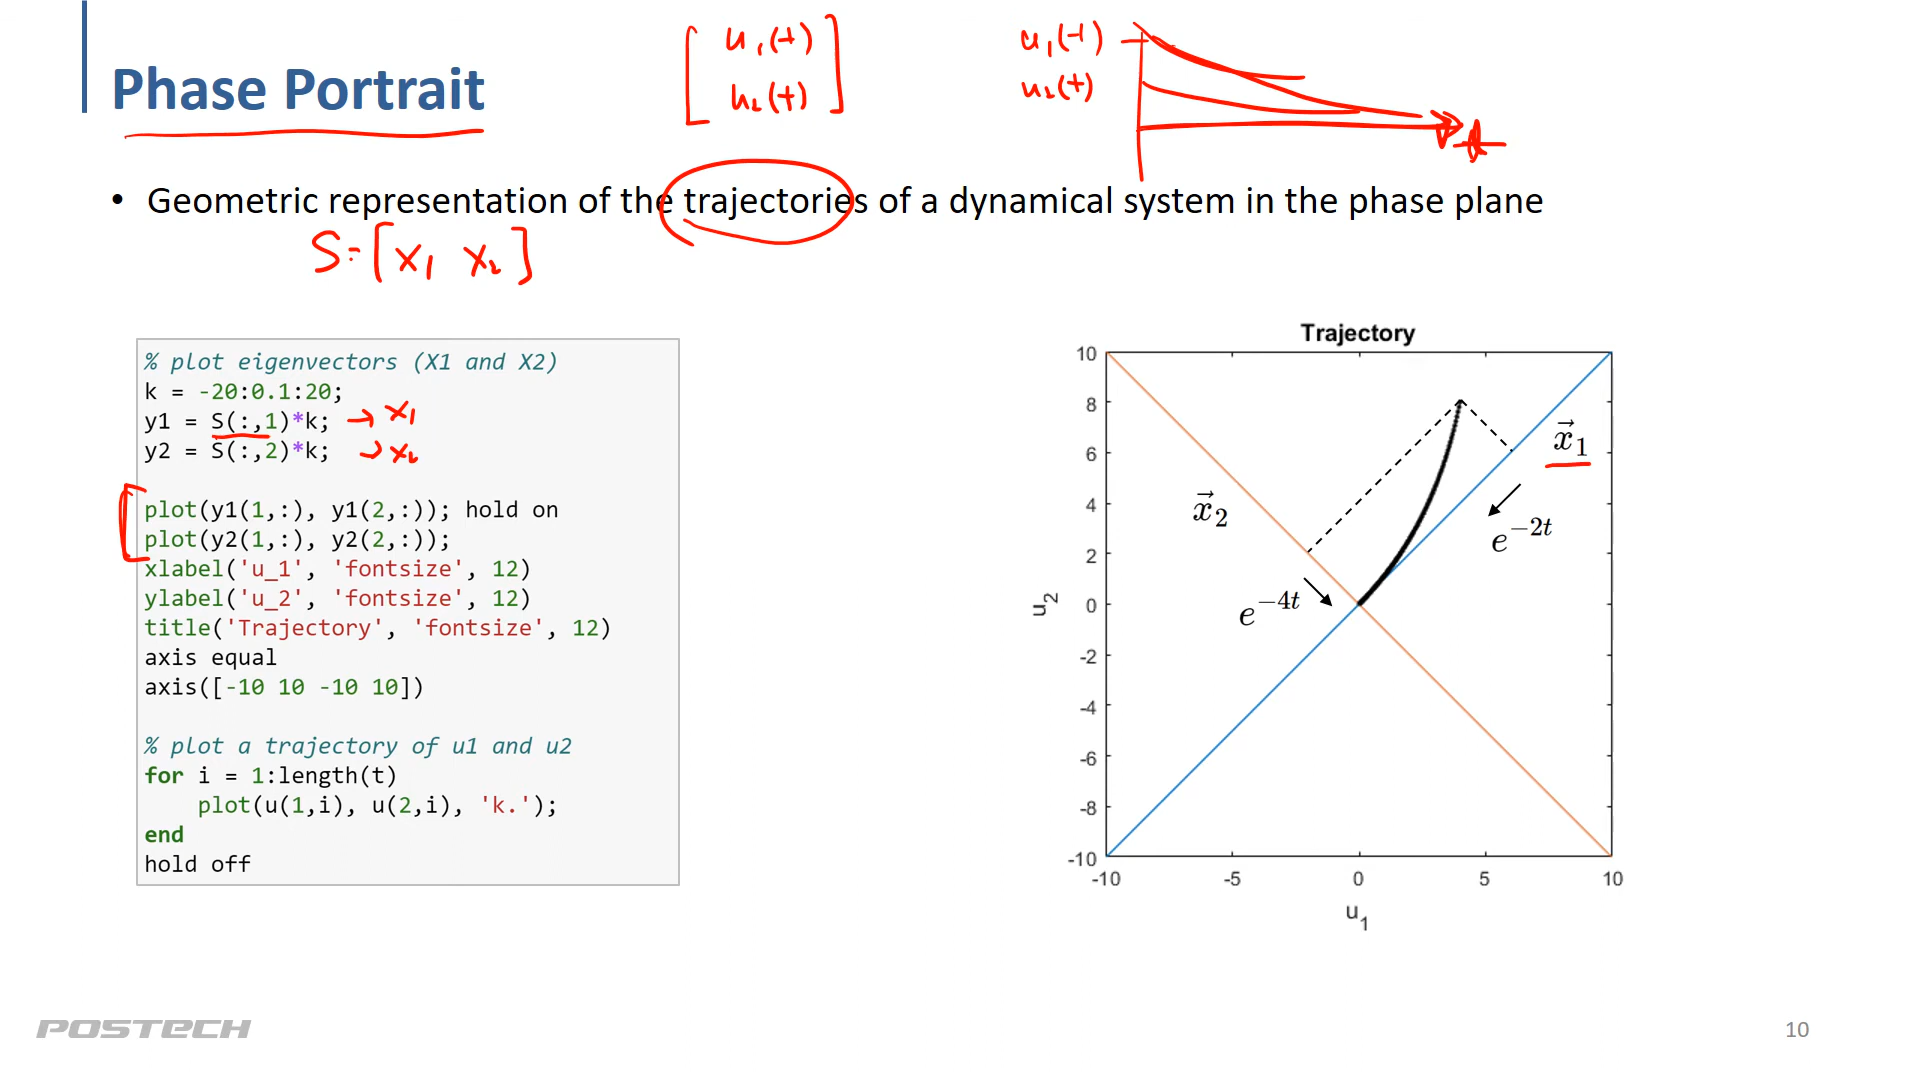 Phase Portrait
u₁(t)
u₂(t)
u₁(t)
u₂(t)
t
• Geometric representation of the trajectories of a dynamical system in the phase plane
S = [x₁ x₂]
% plot eigenvectors (X1 and X2)
k = -20:0.1:20;
y1 = S(:,1)*k; → x₁
y2 = S(:,2)*k; → x₂
plot(y1(1,:), y1(2,:)); hold on
plot(y2(1,:), y2(2,:));
xlabel('u_1', 'fontsize', 12)
ylabel('u_2', 'fontsize', 12)
title('Trajectory', 'fontsize', 12)
axis equal
axis([-10 10 -10 10])
% plot a trajectory of u1 and u2
for i = 1:length(t)
plot(u(1,i), u(2,i), 'k.');
end
hold off
Trajectory
10
8
6
4
2
0
-2
-4
-6
-8
-10
-10 -5 0 5 10
u₁
u₂
x⃗₁
x⃗₂
e⁻²ᵗ
e⁻⁴ᵗ
POSTECH
10